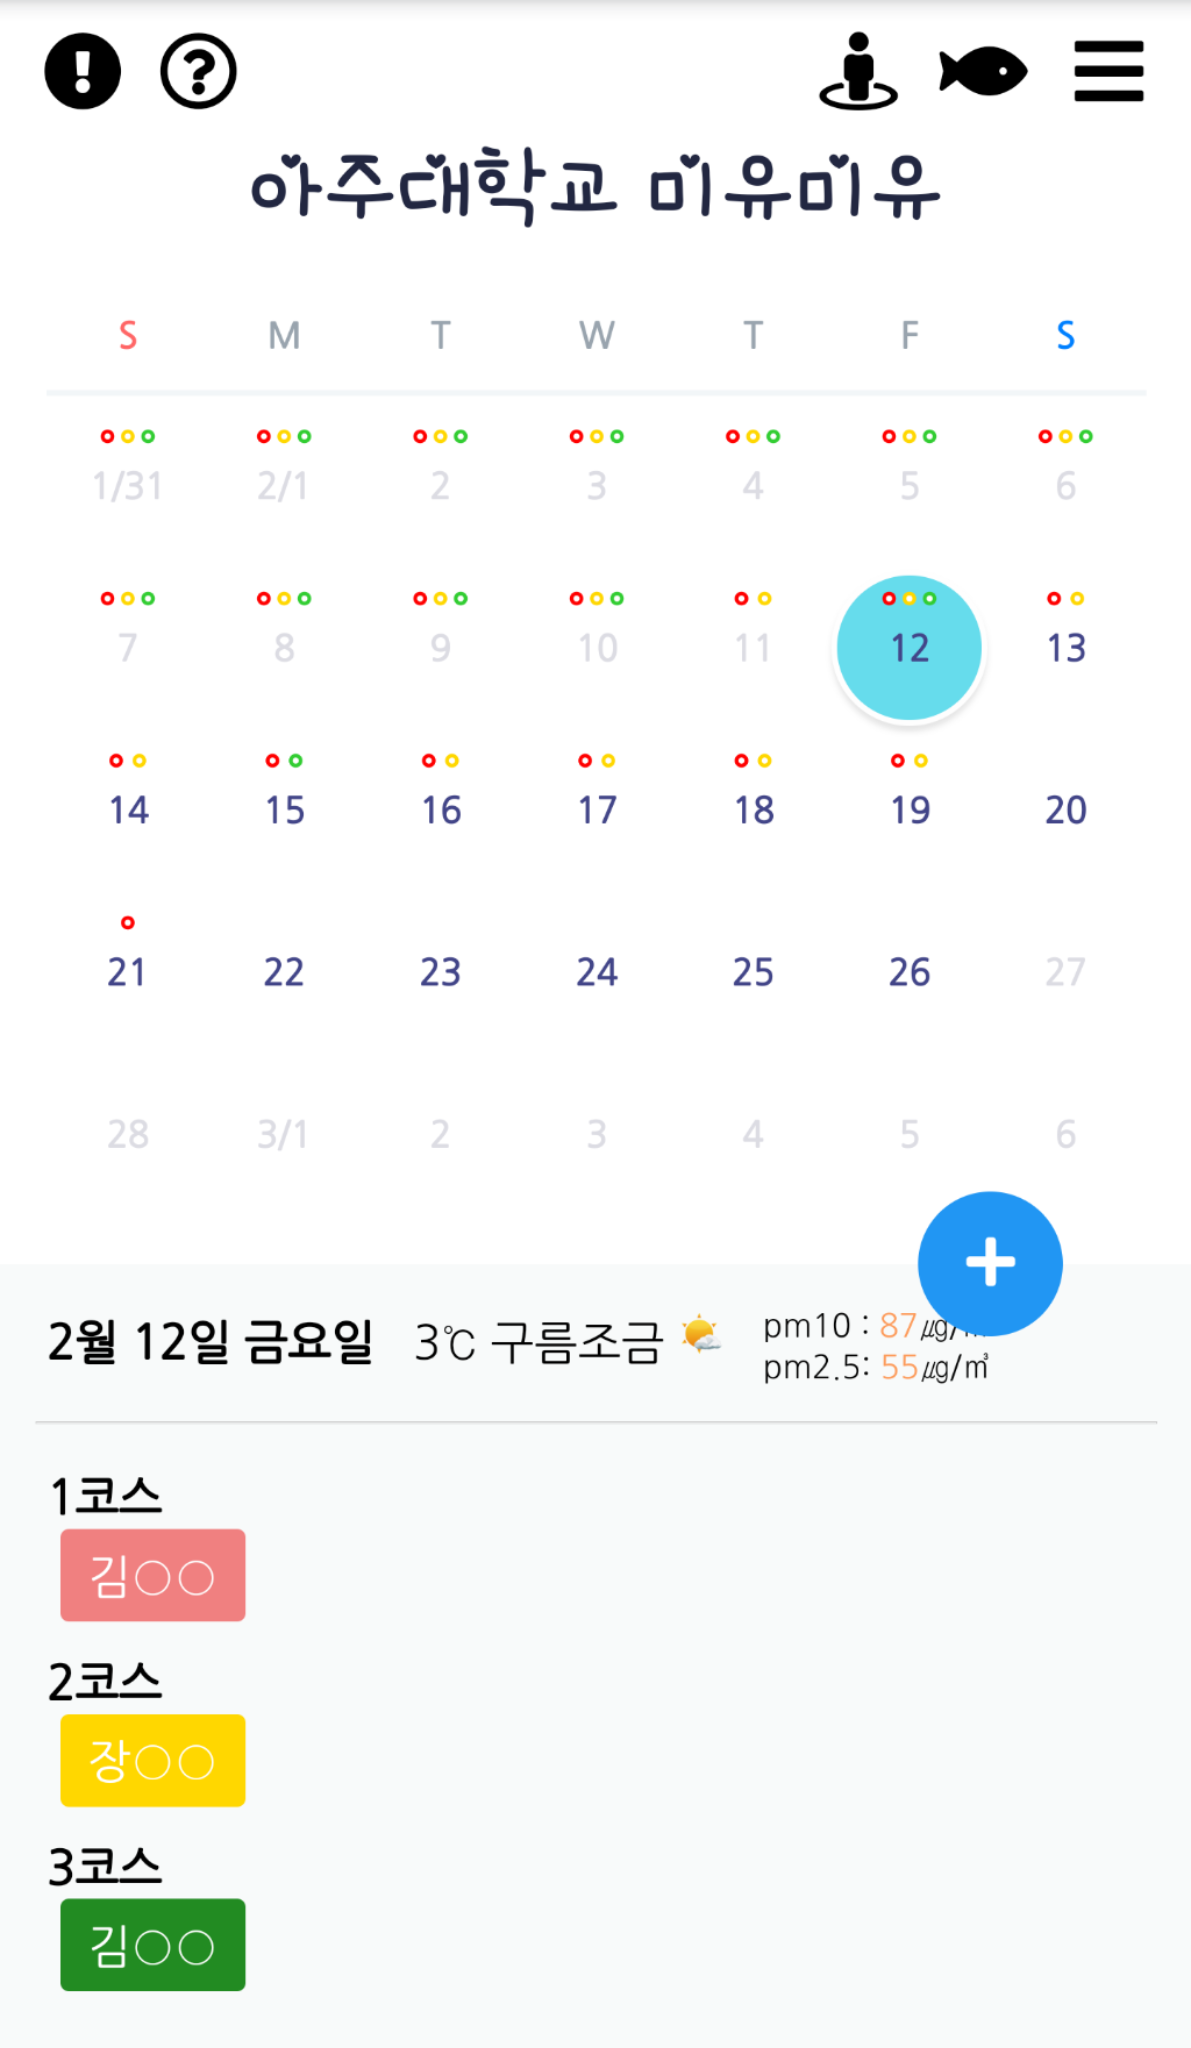 아주대학교 미유미유
S M T W T F S
1/31 2/1 2 3 4 5 6
7 8 9 10 11 12 13
14 15 16 17 18 19 20
21 22 23 24 25 26 27
28 3/1 2 3 4 5 6
2월 12일 금요일 3℃ 구름조금 pm10 : 87㎍/
pm2.5: 55㎍/㎥
1코스
김○○
2코스
장○○
3코스
김○○